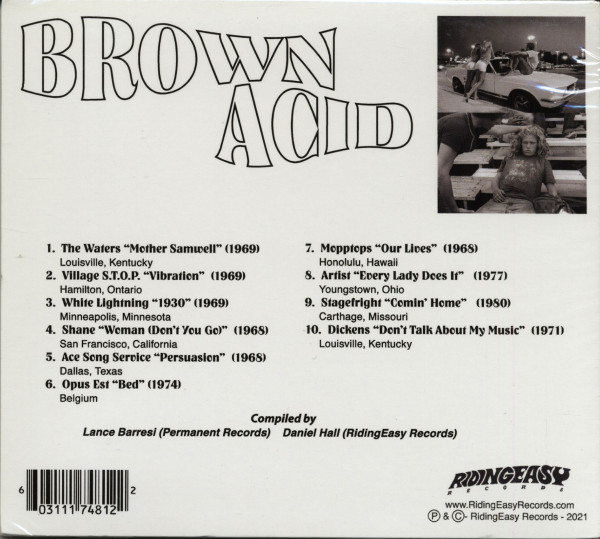 BROWN
ACID
1. The Waters "Mother Samwell" (1969)
Louisville, Kentucky
2. Village S.T.O.P. "Vibration" (1969)
Hamilton, Ontario
3. White Lightning "1930" (1969)
Minneapolis, Minnesota
4. Shane "Woman (Don't You Go)" (1968)
San Francisco, California
5. Ace Song Service "Persuasion" (1968)
Dallas, Texas
6. Opus Est "Bed" (1974)
Belgium
7. Mopptops "Our Lives" (1968)
Honolulu, Hawaii
8. Artist "Every Lady Does It" (1977)
Youngstown, Ohio
9. Stagefright "Comin' Home" (1980)
Carthage, Missouri
10. Dickens "Don't Talk About My Music" (1971)
Louisville, Kentucky
Compiled by
Lance Barresi (Permanent Records) Daniel Hall (RidingEasy Records)
6 03111 74812 2
RIDINGEASY
RECORDS
www.RidingEasyRecords.com
Ⓟ & Ⓒ- RidingEasy Records - 2021